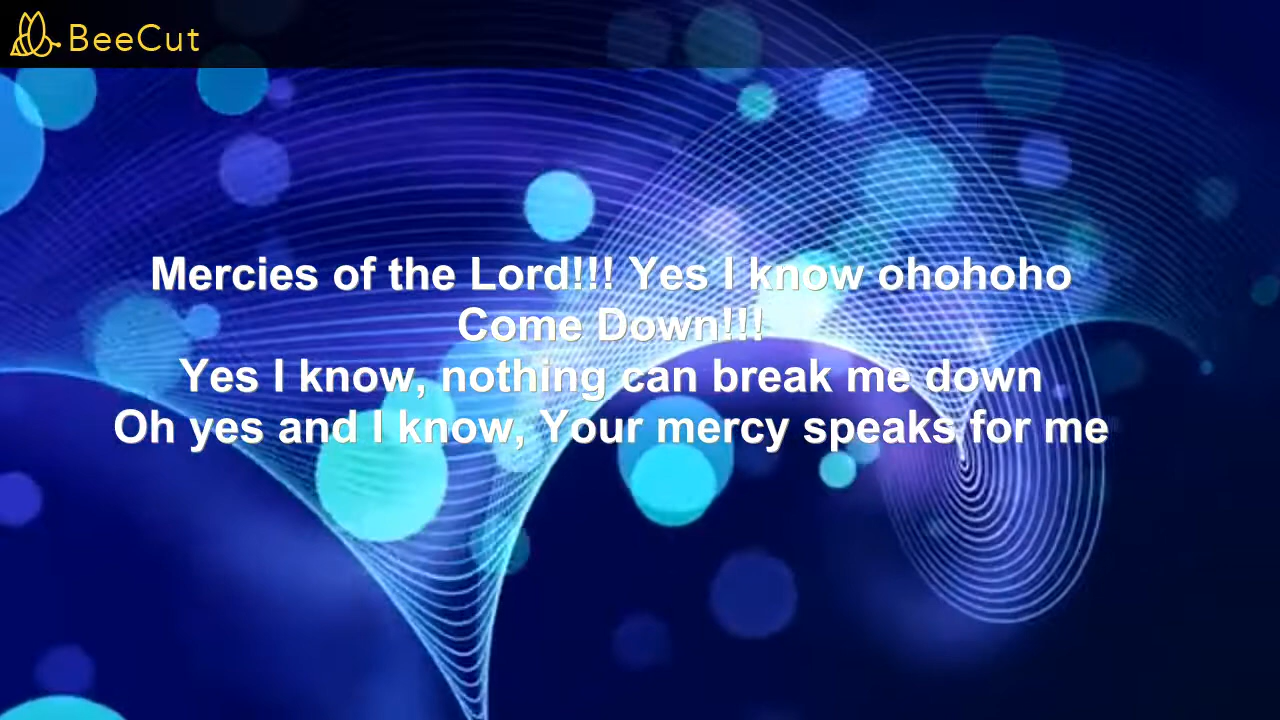 BeeCut
Mercies of the Lord!!! Yes I know ohohoho
Come Down!!!
Yes I know, nothing can break me down
Oh yes and I know, Your mercy speaks for me